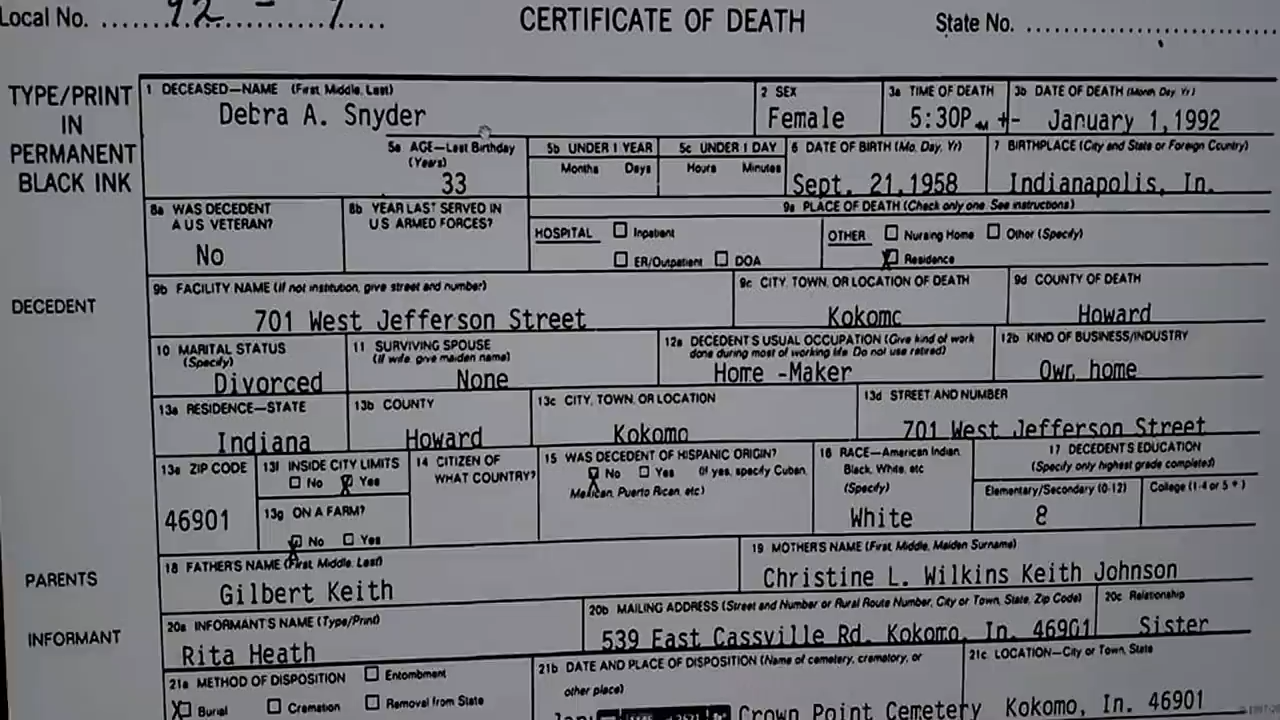 Local No. ......92 - 7.....
CERTIFICATE OF DEATH
State No. ............................
TYPE/PRINT
IN
PERMANENT
BLACK INK
1 DECEASED—NAME (First Middle, Last)
Debra A. Snyder
2 SEX
Female
3a TIME OF DEATH
5:30P M +-
3b DATE OF DEATH (Month Day, Yr)
January 1,1992
5a AGE—Last Birthday
(Years)
33
5b UNDER 1 YEAR
Months Days
5c UNDER 1 DAY
Hours Minutes
6 DATE OF BIRTH (Mo. Day, Yr)
Sept. 21,1958
7 BIRTHPLACE (City and State or Foreign Country)
Indianapolis, In.
8a WAS DECEDENT
A US VETERAN?
No
8b YEAR LAST SERVED IN
US ARMED FORCES?
9a PLACE OF DEATH (Check only one. See instructions)
HOSPITAL Inpatient
ER/Outpatient DOA
OTHER Nursing Home Other (Specify)
X Residence
DECEDENT
9b FACILITY NAME (If not institution, give street and number)
701 West Jefferson Street
9c CITY, TOWN, OR LOCATION OF DEATH
Kokomo
9d COUNTY OF DEATH
Howard
10 MARITAL STATUS
(Specify)
Divorced
11 SURVIVING SPOUSE
(If wife, give maiden name)
None
12a DECEDENT'S USUAL OCCUPATION (Give kind of work
done during most of working life. Do not use retired)
Home -Maker
12b KIND OF BUSINESS/INDUSTRY
Own home
13a RESIDENCE—STATE
Indiana
13b COUNTY
Howard
13c CITY, TOWN, OR LOCATION
Kokomo
13d STREET AND NUMBER
701 West Jefferson Street
13e ZIP CODE
46901
13f INSIDE CITY LIMITS
No X Yes
13g ON A FARM?
X No Yes
14 CITIZEN OF
WHAT COUNTRY?
15 WAS DECEDENT OF HISPANIC ORIGIN?
X No Yes (If yes, specify Cuban,
Mexican, Puerto Rican, etc)
16 RACE—American Indian,
Black, White, etc
(Specify)
White
17 DECEDENT'S EDUCATION
(Specify only highest grade completed)
Elementary/Secondary (0-12)
8
College (1-4 or 5+)
PARENTS
18 FATHER'S NAME (First, Middle, Last)
Gilbert Keith
19 MOTHER'S NAME (First, Middle, Maiden Surname)
Christine L. Wilkins Keith Johnson
INFORMANT
20a INFORMANT'S NAME (Type/Print)
Rita Heath
20b MAILING ADDRESS (Street and Number or Rural Route Number, City or Town, State, Zip Code)
539 East Cassville Rd. Kokomo, In. 46901
20c Relationship
Sister
21a METHOD OF DISPOSITION Entombment
X Burial Cremation Removal from State
21b DATE AND PLACE OF DISPOSITION (Name of cemetery, crematory, or
other place)
Crown Point Cemetery
21c LOCATION—City or Town, State
Kokomo, In. 46901